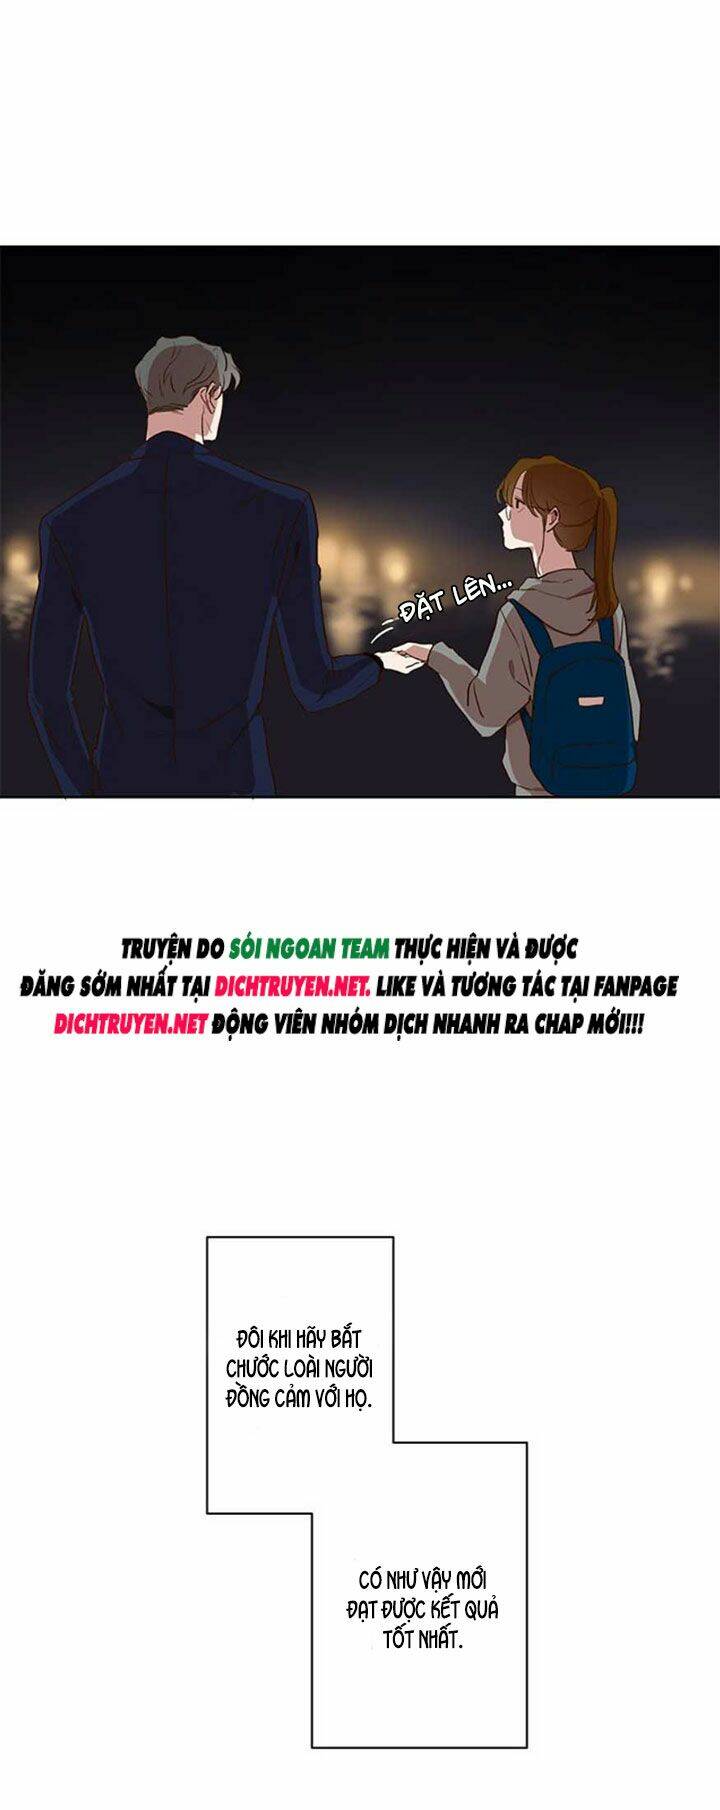 ĐẶT LÊN...
TRUYỆN DO SÓI NGOAN TEAM THỰC HIỆN VÀ ĐƯỢC
ĐĂNG SỚM NHẤT TẠI DICHTRUYEN.NET. LIKE VÀ TƯƠNG TÁC TẠI FANPAGE
DICHTRUYEN.NET ĐỘNG VIÊN NHÓM DỊCH NHANH RA CHAP MỚI!!!
ĐÔI KHI HÃY BẮT
CHƯỚC LOÀI NGƯỜI
ĐỒNG CẢM VỚI HỌ.
CÓ NHƯ VẬY MỚI
ĐẠT ĐƯỢC KẾT QUẢ
TỐT NHẤT.